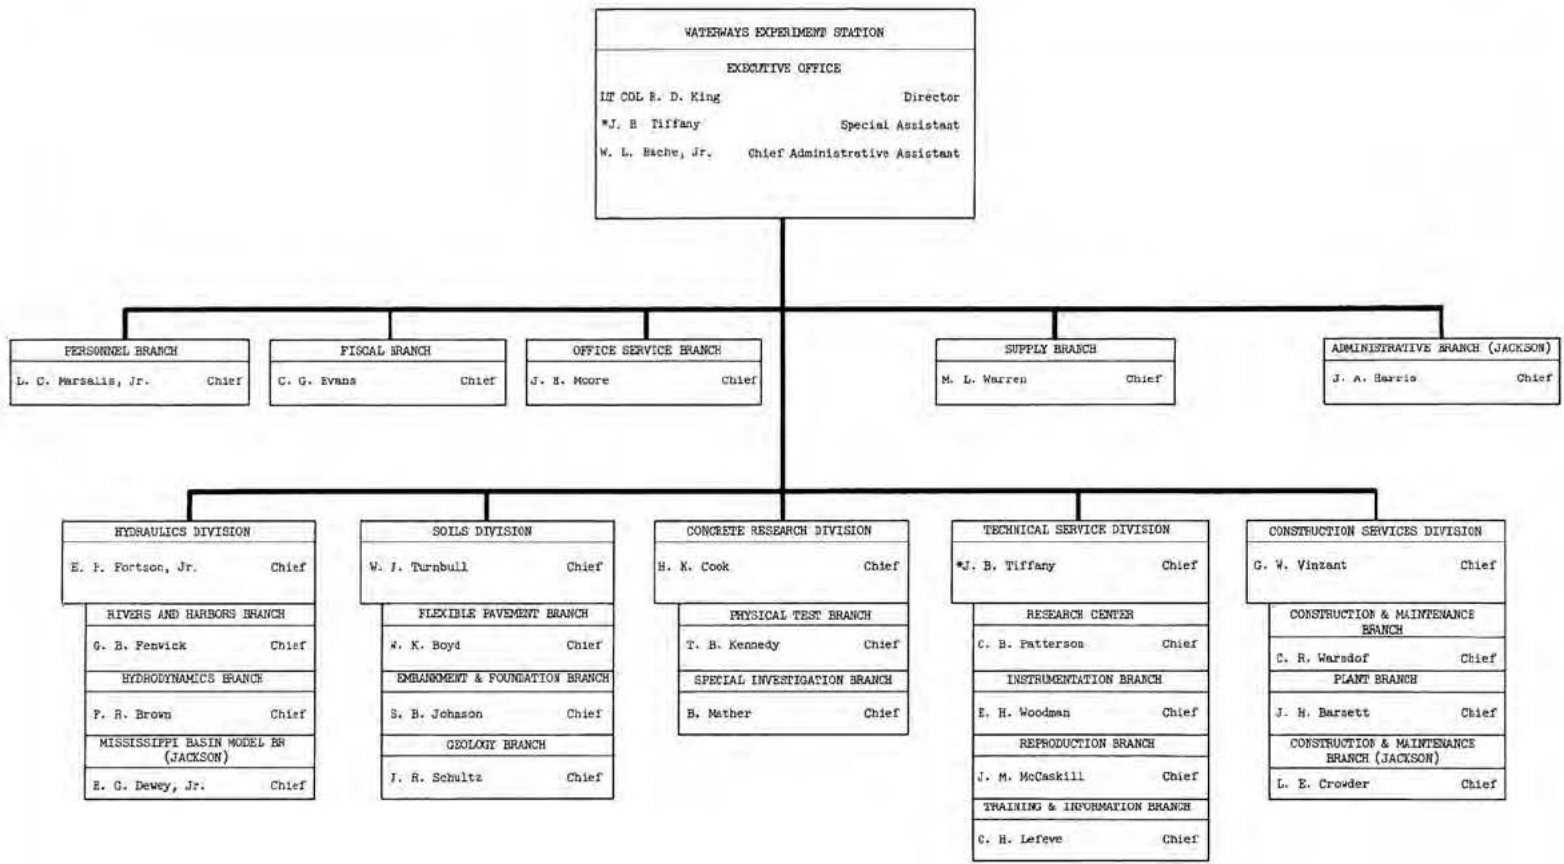 WATERWAYS EXPERIMENT STATION
EXECUTIVE OFFICE
LT COL R. D. King Director
*J. B Tiffany Special Assistant
W. L. Bache, Jr. Chief Administrative Assistant
PERSONNEL BRANCH
L. C. Marsalis, Jr. Chief
FISCAL BRANCH
C. G. Evans Chief
OFFICE SERVICE BRANCH
J. H. Moore Chief
SUPPLY BRANCH
M. L. Warren Chief
ADMINISTRATIVE BRANCH (JACKSON)
J. A. Harris Chief
HYDRAULICS DIVISION
E. P. Fortson, Jr. Chief
RIVERS AND HARBORS BRANCH
G. B. Fenwick Chief
HYDRODYNAMICS BRANCH
F. R. Brown Chief
MISSISSIPPI BASIN MODEL BR
(JACKSON)
H. G. Dewey, Jr. Chief
SOILS DIVISION
W. J. Turnbull Chief
FLEXIBLE PAVEMENT BRANCH
W. K. Boyd Chief
EMBANKMENT & FOUNDATION BRANCH
S. B. Johnson Chief
GEOLOGY BRANCH
J. R. Schultz Chief
CONCRETE RESEARCH DIVISION
H. K. Cook Chief
PHYSICAL TEST BRANCH
T. B. Kennedy Chief
SPECIAL INVESTIGATION BRANCH
B. Mather Chief
TECHNICAL SERVICE DIVISION
*J. B. Tiffany Chief
RESEARCH CENTER
C. B. Patterson Chief
INSTRUMENTATION BRANCH
E. H. Woodman Chief
REPRODUCTION BRANCH
J. M. McCaskill Chief
TRAINING & INFORMATION BRANCH
C. H. Lefeve Chief
CONSTRUCTION SERVICES DIVISION
G. W. Vinzant Chief
CONSTRUCTION & MAINTENANCE
BRANCH
C. R. Warndof Chief
PLANT BRANCH
J. H. Barnett Chief
CONSTRUCTION & MAINTENANCE
BRANCH (JACKSON)
L. E. Crowder Chief